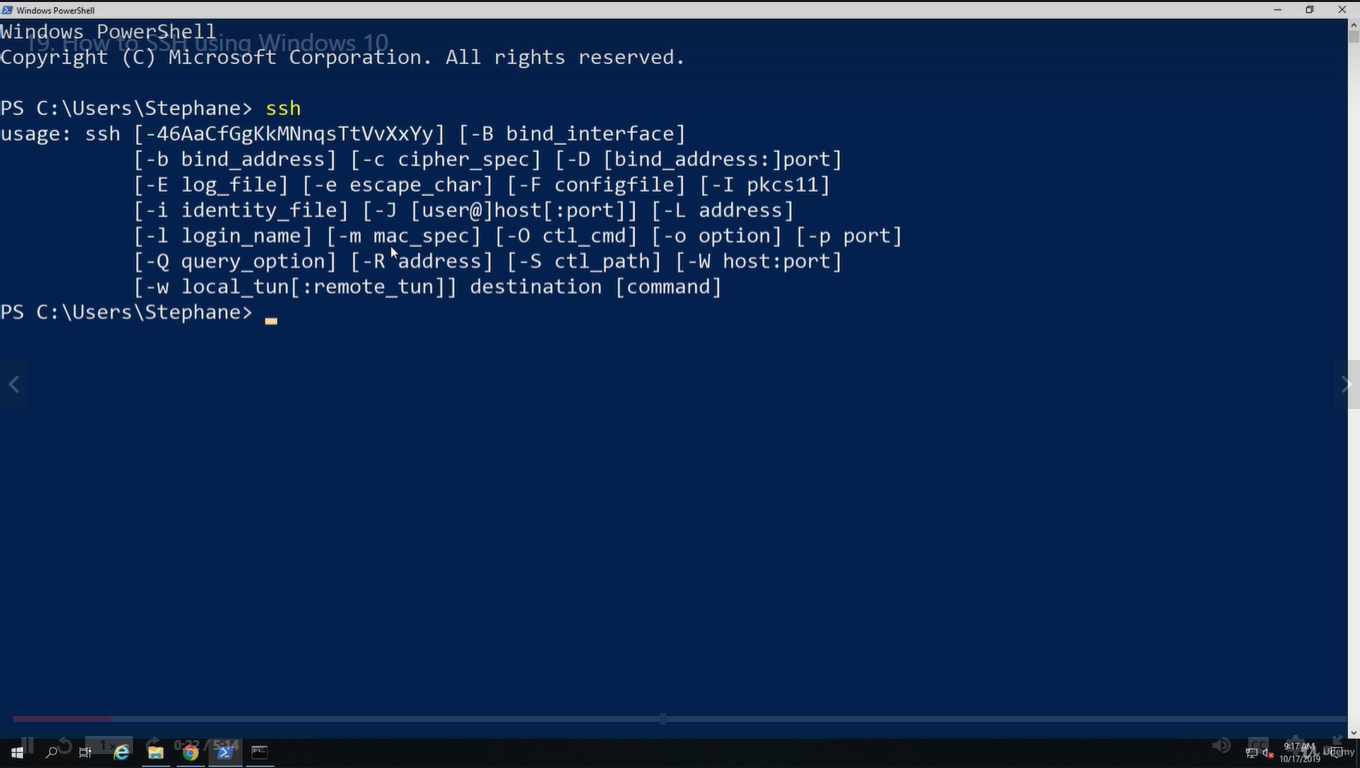 Windows PowerShell
Windows PowerShell
19. How to SSH using Windows 10
Copyright (C) Microsoft Corporation. All rights reserved.
PS C:\Users\Stephane> ssh
usage: ssh [-46AaCfGgKkMNnqsTtVvXxYy] [-B bind_interface]
[-b bind_address] [-c cipher_spec] [-D [bind_address:]port]
[-E log_file] [-e escape_char] [-F configfile] [-I pkcs11]
[-i identity_file] [-J [user@]host[:port]] [-L address]
[-l login_name] [-m mac_spec] [-O ctl_cmd] [-o option] [-p port]
[-Q query_option] [-R address] [-S ctl_path] [-W host:port]
[-w local_tun[:remote_tun]] destination [command]
PS C:\Users\Stephane>
0:22 / 5:14
9:17 AM
10/17/2019
Udemy